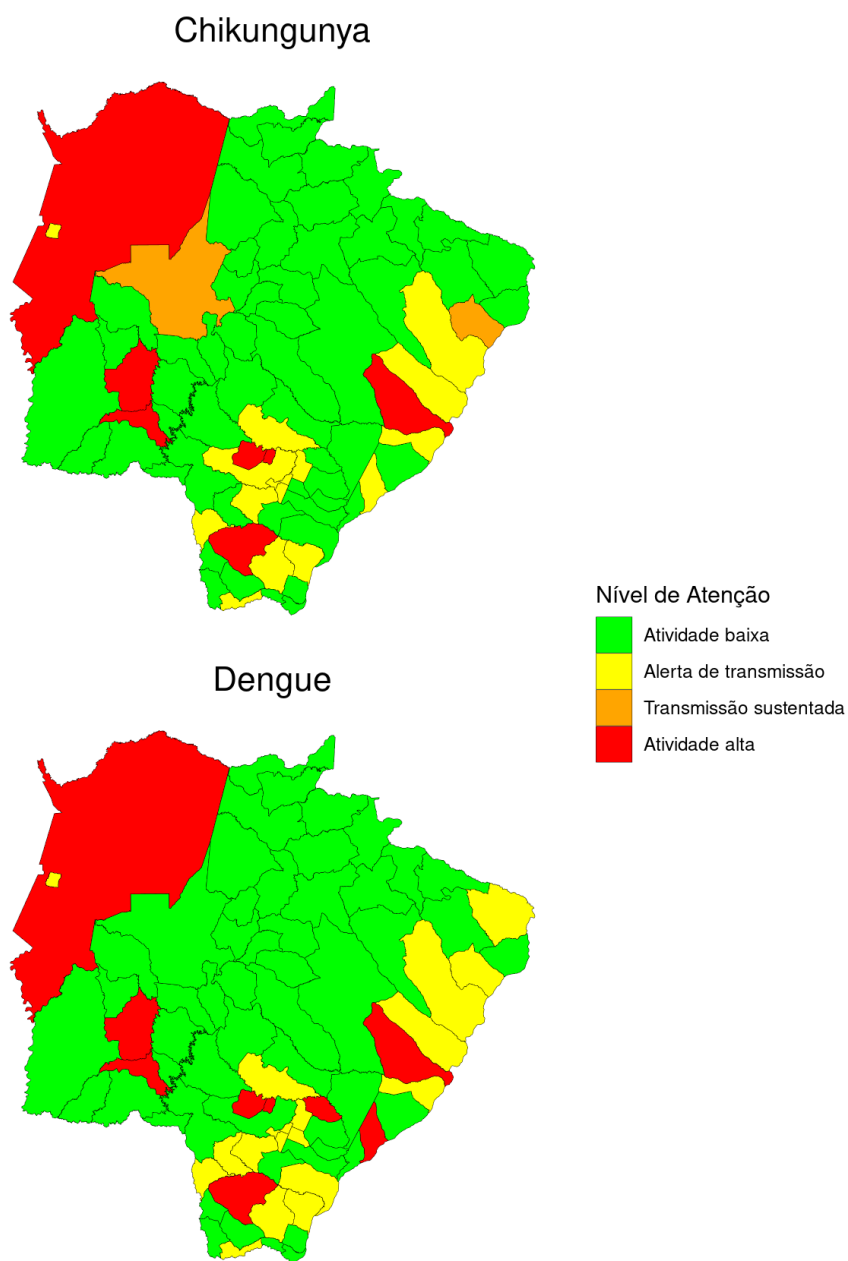 Chikungunya
Nível de Atenção
Atividade baixa
Alerta de transmissão
Transmissão sustentada
Atividade alta
Dengue